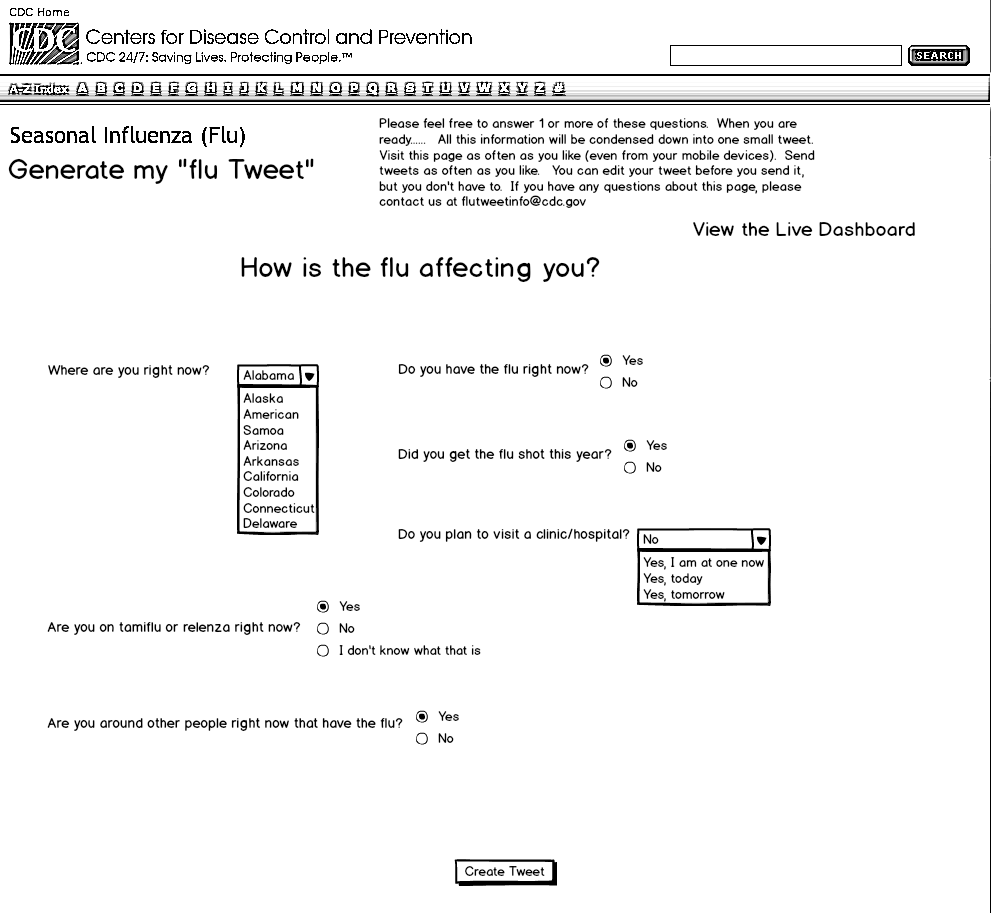 CDC Home
CDC
Centers for Disease Control and Prevention
CDC 24/7: Saving Lives. Protecting People.™
SEARCH
A-Z Index A B C D E F G H I J K L M N O P Q R S T U V W X Y Z #
Seasonal Influenza (Flu)
Generate my "flu Tweet"
Please feel free to answer 1 or more of these questions.  When you are
ready......   All this information will be condensed down into one small tweet.
Visit this page as often as you like (even from your mobile devices).  Send
tweets as often as you like.   You can edit your tweet before you send it,
but you don't have to.  If you have any questions about this page, please
contact us at flutweetinfo@cdc.gov
View the Live Dashboard
How is the flu affecting you?
Where are you right now?
Alabama
Alaska
American
Samoa
Arizona
Arkansas
California
Colorado
Connecticut
Delaware
Do you have the flu right now?
Yes
No
Did you get the flu shot this year?
Yes
No
Do you plan to visit a clinic/hospital?
No
Yes, I am at one now
Yes, today
Yes, tomorrow
Are you on tamiflu or relenza right now?
Yes
No
I don't know what that is
Are you around other people right now that have the flu?
Yes
No
Create Tweet